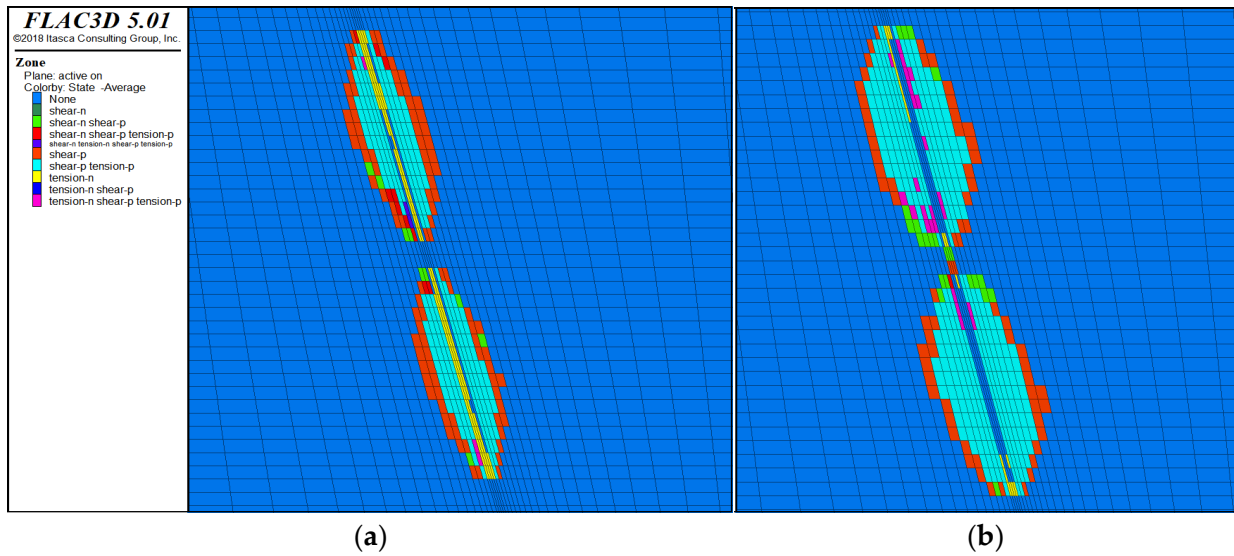 FLAC3D 5.01
©2018 Itasca Consulting Group, Inc.
Zone
Plane: active on
Colorby: State -Average
None
shear-n
shear-n shear-p
shear-n shear-p tension-p
shear-n tension-n shear-p tension-p
shear-p
shear-p tension-p
tension-n
tension-n shear-p
tension-n shear-p tension-p
(a)
(b)